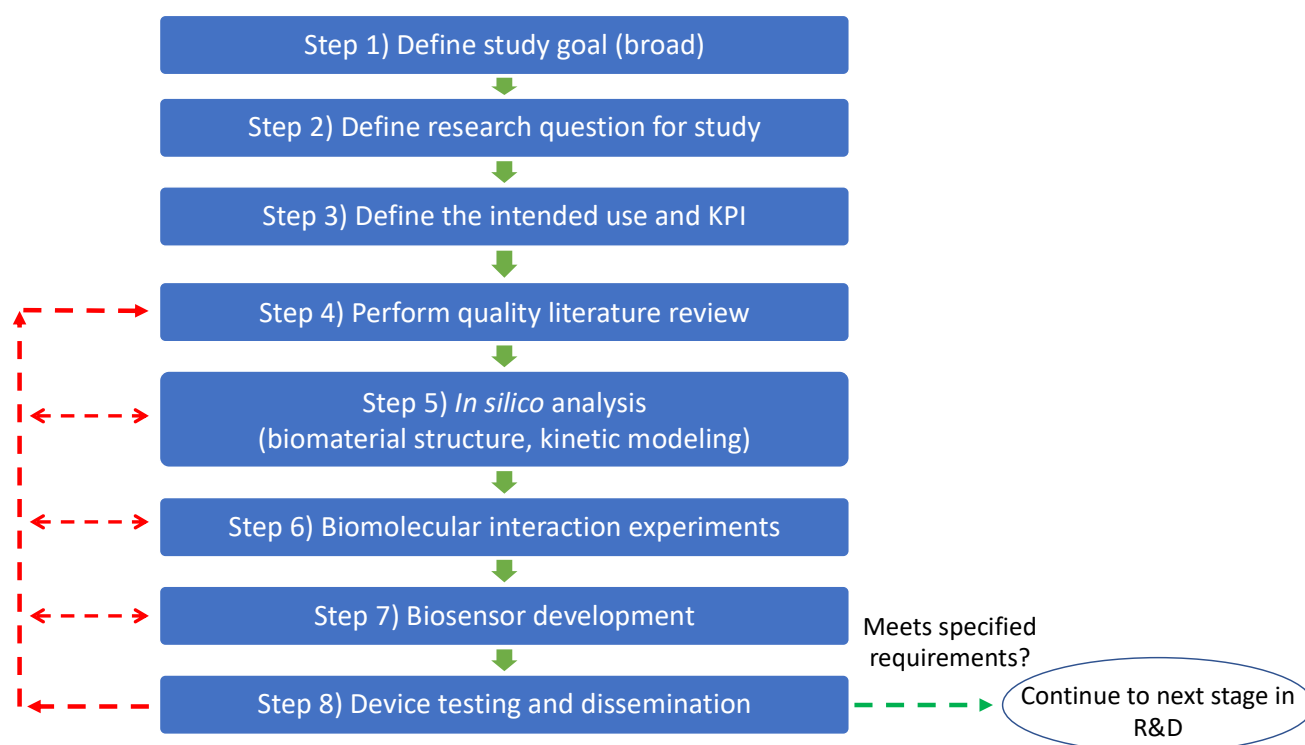 Step 1) Define study goal (broad)
Step 2) Define research question for study
Step 3) Define the intended use and KPI
Step 4) Perform quality literature review
Step 5) In silico analysis
(biomaterial structure, kinetic modeling)
Step 6) Biomolecular interaction experiments
Step 7) Biosensor development
Meets specified
requirements?
Step 8) Device testing and dissemination
Continue to next stage in
R&D